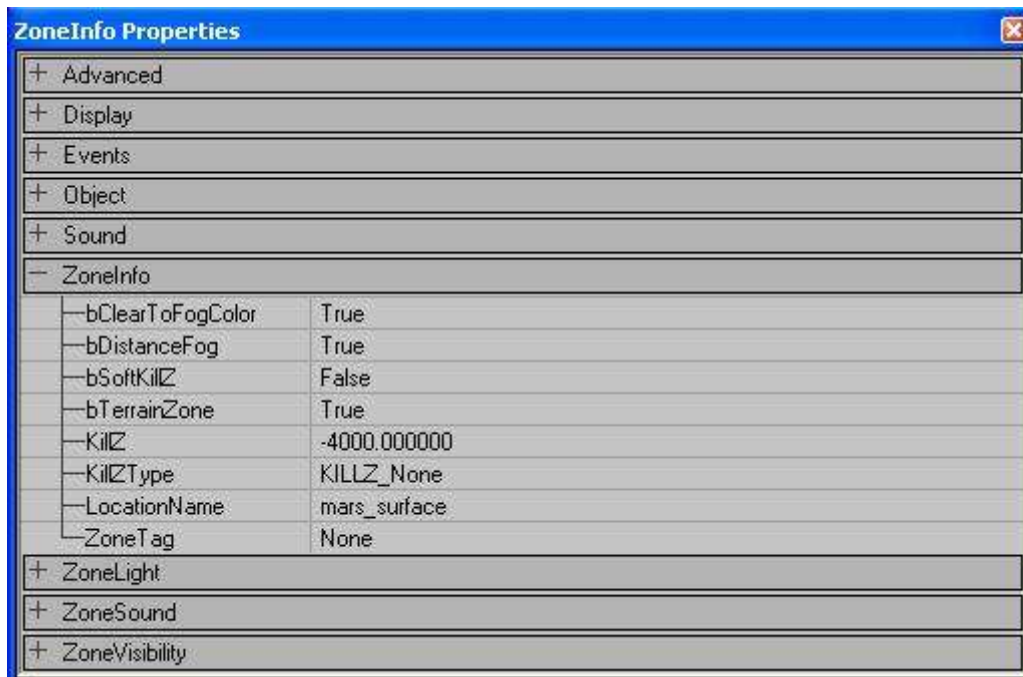 ZoneInfo Properties
Advanced
Display
Events
Object
Sound
ZoneInfo
bClearToFogColor True
bDistanceFog True
bSoftKillZ False
bTerrainZone True
KillZ -4000.000000
KillZType KILLZ_None
LocationName mars_surface
ZoneTag None
ZoneLight
ZoneSound
ZoneVisibility